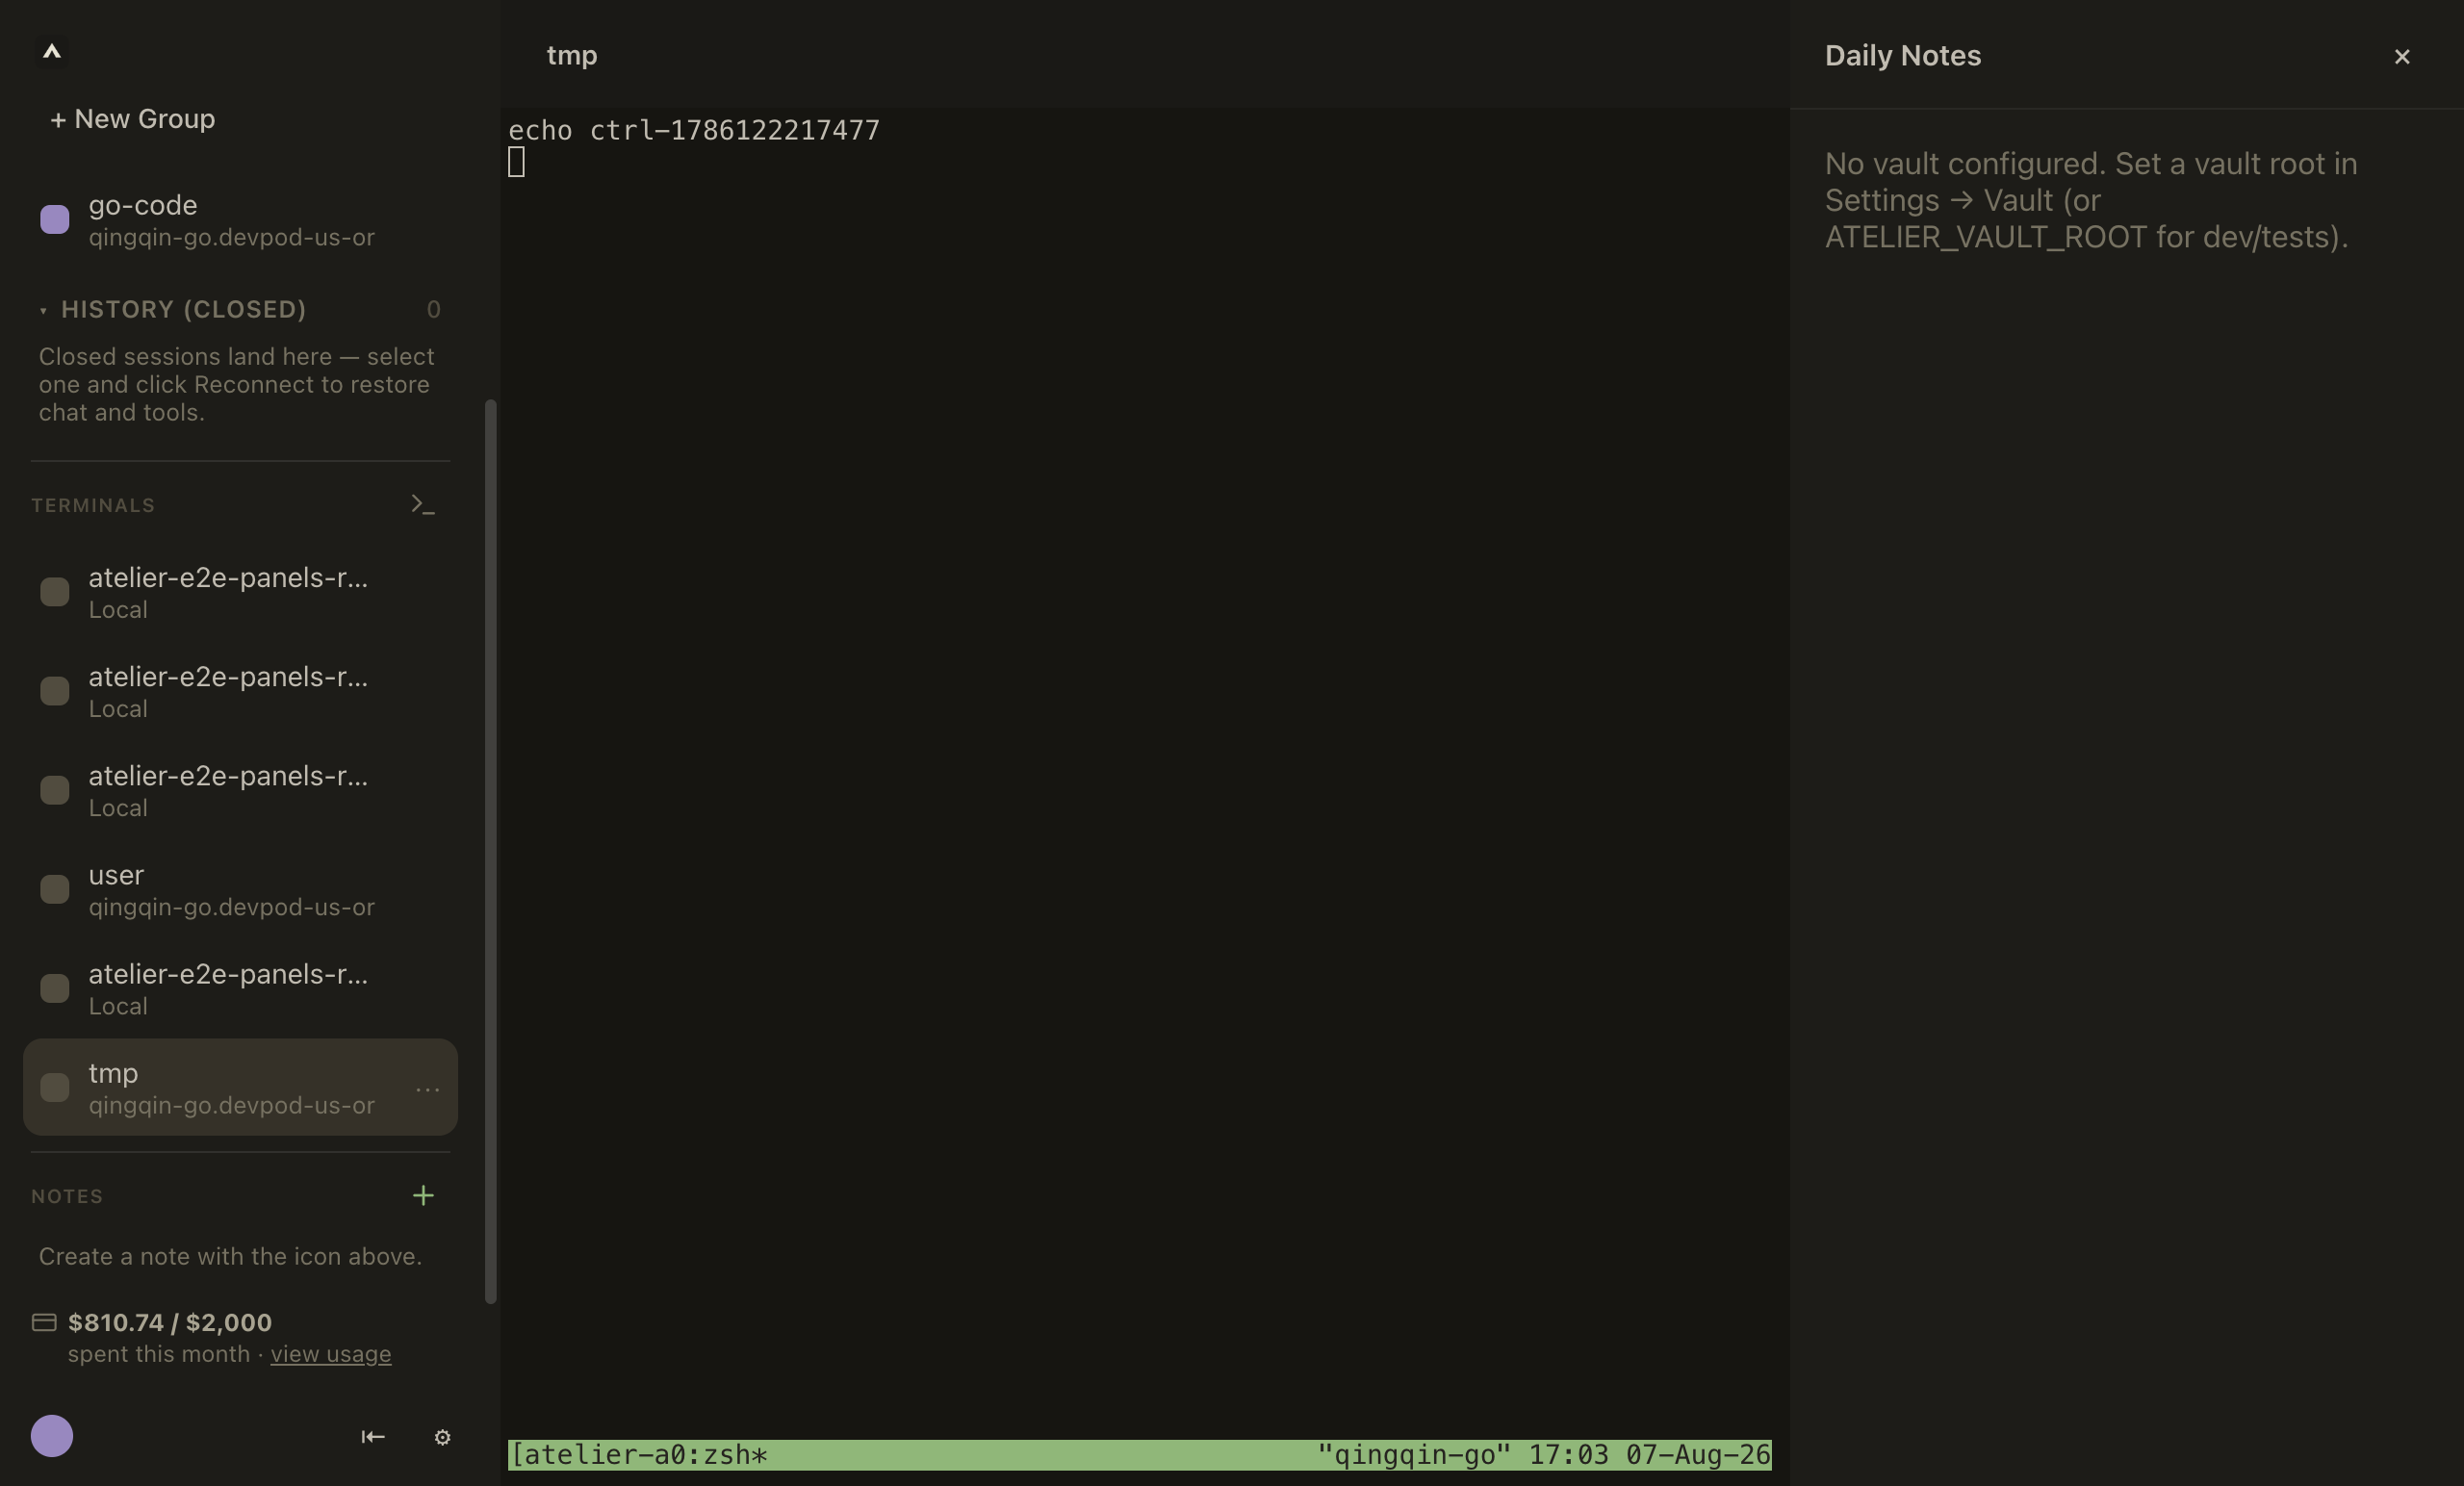 + New Group
go-code
qingqin-go.devpod-us-or
▾ HISTORY (CLOSED) 0
Closed sessions land here — select
one and click Reconnect to restore
chat and tools.
TERMINALS >_
atelier-e2e-panels-r...
Local
atelier-e2e-panels-r...
Local
atelier-e2e-panels-r...
Local
user
qingqin-go.devpod-us-or
atelier-e2e-panels-r...
Local
tmp
qingqin-go.devpod-us-or
...
NOTES +
Create a note with the icon above.
$810.74 / $2,000
spent this month · view usage
tmp
echo ctrl-1786122217477
[atelier-a0:zsh* "qingqin-go" 17:03 07-Aug-26
Daily Notes ×
No vault configured. Set a vault root in
Settings → Vault (or
ATELIER_VAULT_ROOT for dev/tests).